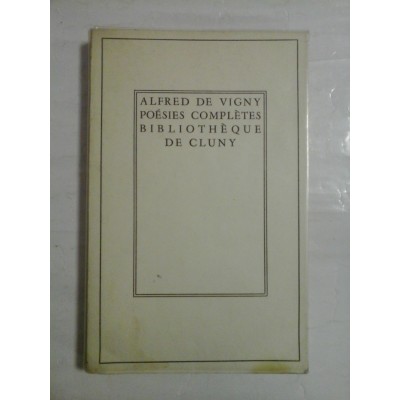 ALFRED DE VIGNY
POÉSIES COMPLÈTES
BIBLIOTHÈQUE
DE CLUNY